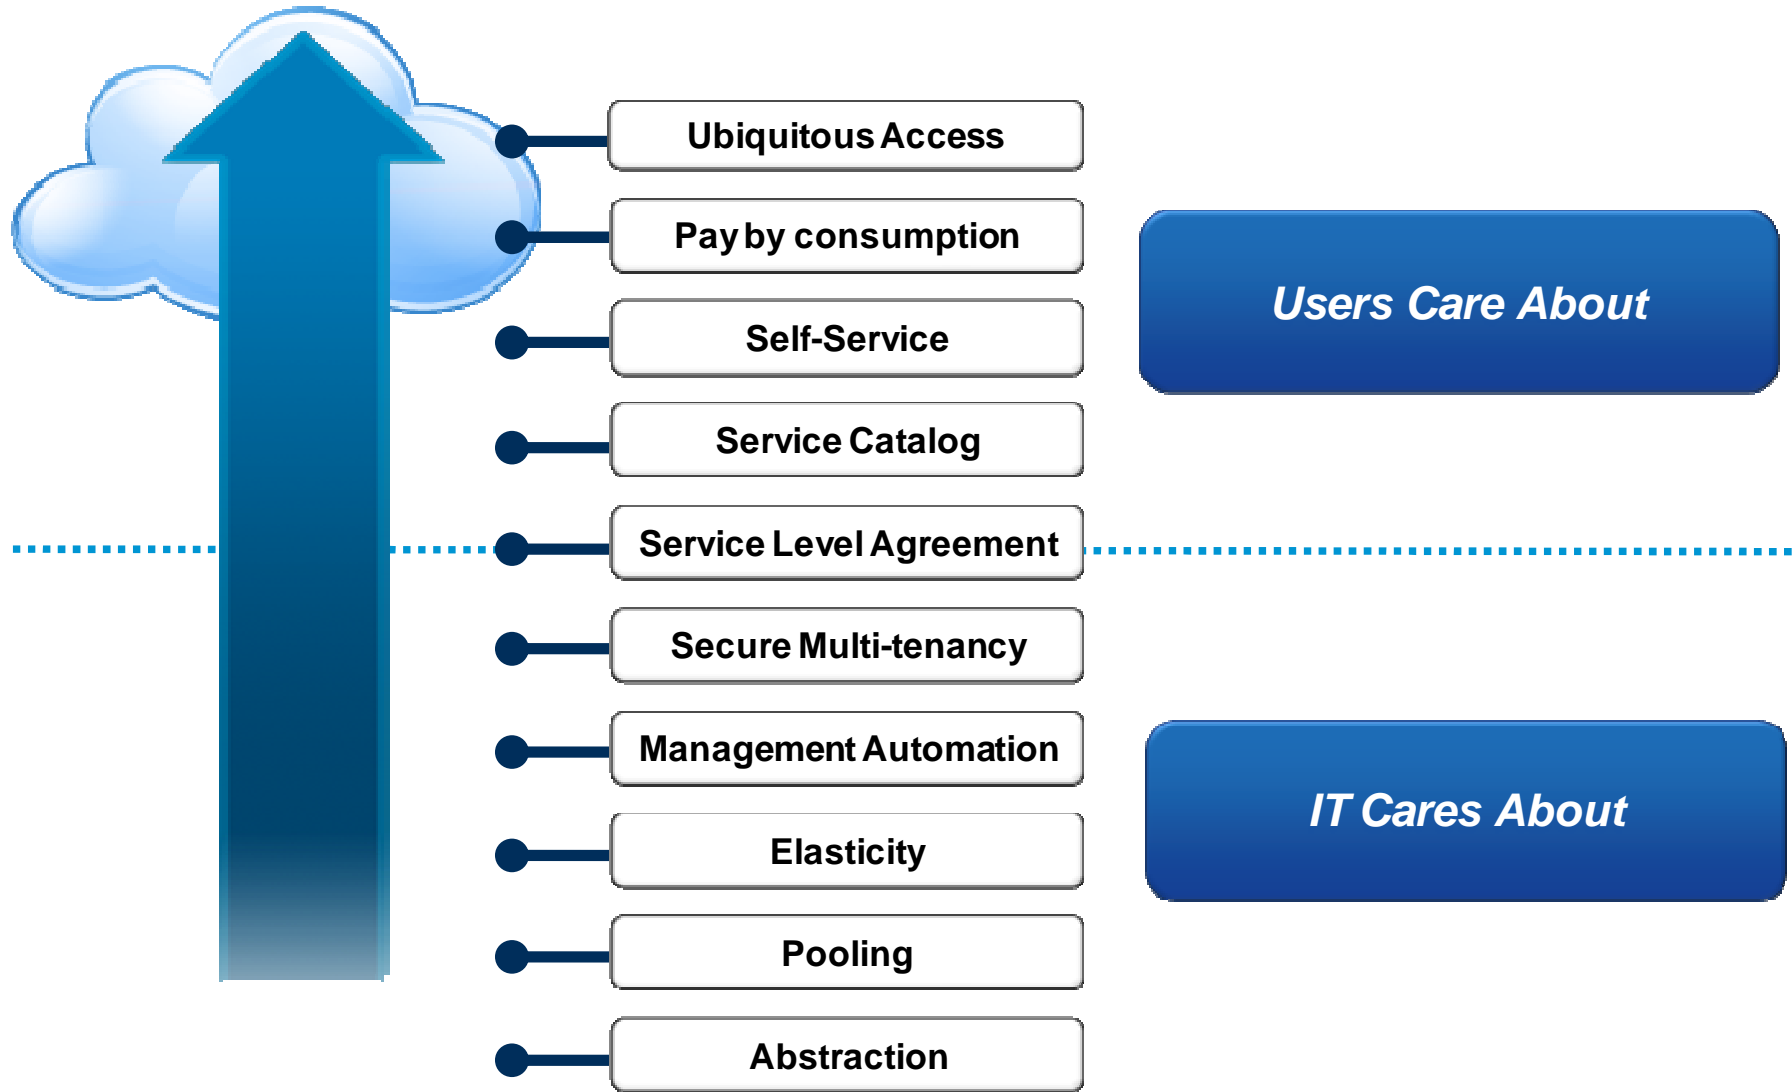 Ubiquitous Access
Pay by consumption
Users Care About
Self-Service
Service Catalog
Service Level Agreement
Secure Multi-tenancy
Management Automation
IT Cares About
Elasticity
Pooling
Abstraction